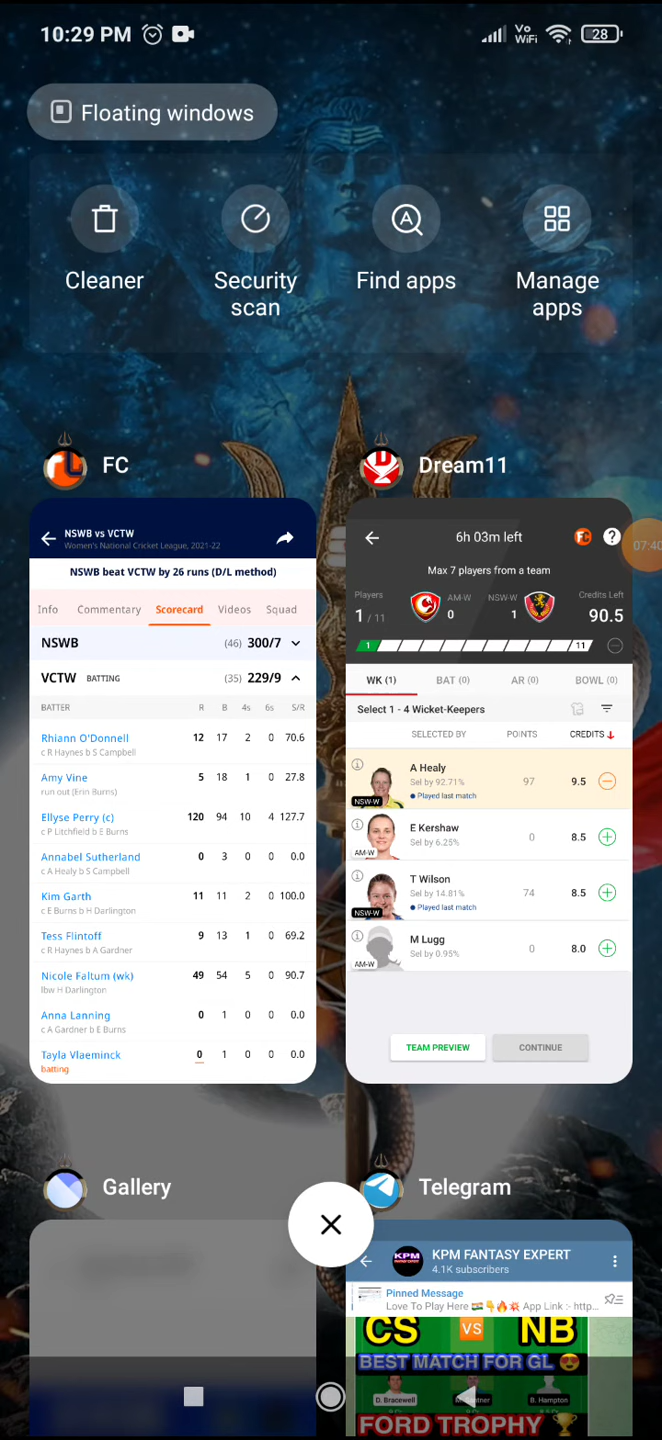 10:29 PM
Vo
WiFi
28
Floating windows
Cleaner
Security
scan
Find apps
Manage
apps
FC
NSWB vs VCTW
Women's National Cricket League, 2021-22
NSWB beat VCTW by 26 runs (D/L method)
Info Commentary Scorecard Videos Squad
NSWB (46) 300/7
VCTW BATTING (35) 229/9
BATTER R B 4s 6s S/R
Rhiann O'Donnell 12 17 2 0 70.6
c R Haynes b S Campbell
Amy Vine 5 18 1 0 27.8
run out (Erin Burns)
Ellyse Perry (c) 120 94 10 4 127.7
c P Litchfield b E Burns
Annabel Sutherland 0 3 0 0 0.0
c A Healy b S Campbell
Kim Garth 11 11 2 0 100.0
c E Burns b H Darlington
Tess Flintoff 9 13 1 0 69.2
c R Haynes b A Gardner
Nicole Faltum (wk) 49 54 5 0 90.7
lbw H Darlington
Anna Lanning 0 1 0 0 0.0
c A Gardner b E Burns
Tayla Vlaeminck 0 1 0 0 0.0
batting
Dream11
6h 03m left
FC
?
07:40
Max 7 players from a team
Players AM-W NSW-W Credits Left
1 / 11 0 1 90.5
1 11
WK (1) BAT (0) AR (0) BOWL (0)
Select 1 - 4 Wicket-Keepers
SELECTED BY POINTS CREDITS
A Healy 97 9.5
Sel by 92.71%
Played last match
NSW-W
E Kershaw 0 8.5
Sel by 6.25%
AM-W
T Wilson 74 8.5
Sel by 14.81%
Played last match
NSW-W
M Lugg 0 8.0
Sel by 0.95%
AM-W
TEAM PREVIEW CONTINUE
Gallery
Telegram
KPM
KPM FANTASY EXPERT
4.1K subscribers
Pinned Message
Love To Play Here 🇮🇳👇🔥💥 App Link :- http...
CS VS NB
BEST MATCH FOR GL 😍
D. Bracewell B. Hampton
FORD TROPHY 🏆